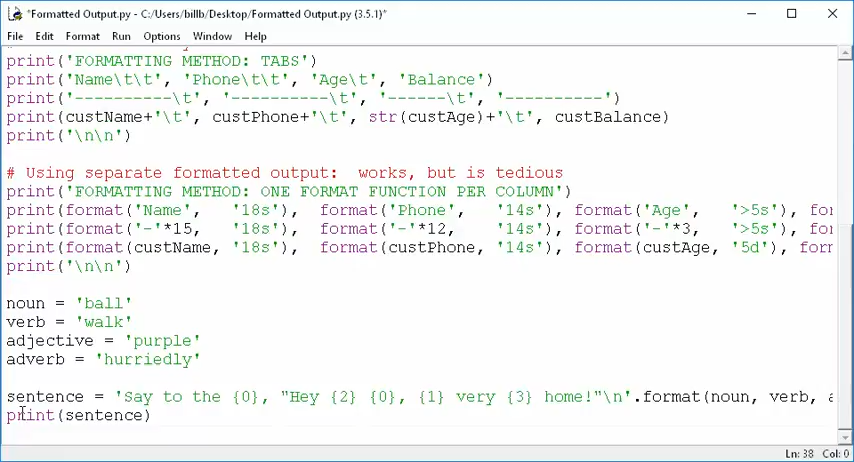 *Formatted Output.py - C:/Users/billb/Desktop/Formatted Output.py (3.5.1)*
File Edit Format Run Options Window Help
print('FORMATTING METHOD: TABS')
print('Name\t\t', 'Phone\t\t', 'Age\t', 'Balance')
print('----------\t', '----------\t', '------\t', '----------')
print(custName+'\t', custPhone+'\t', str(custAge)+'\t', custBalance)
print('\n\n')
# Using separate formatted output:  works, but is tedious
print('FORMATTING METHOD: ONE FORMAT FUNCTION PER COLUMN')
print(format('Name',   '18s'),  format('Phone',   '14s'), format('Age',   '>5s'), for
print(format('-'*15,   '18s'),  format('-'*12,    '14s'), format('-'*3,   '>5s'), for
print(format(custName, '18s'),  format(custPhone, '14s'), format(custAge, '5d'), form
print('\n\n')
noun = 'ball'
verb = 'walk'
adjective = 'purple'
adverb = 'hurriedly'
sentence = 'Say to the {0}, "Hey {2} {0}, {1} very {3} home!"\n'.format(noun, verb, a
print(sentence)
Ln: 38 Col: 0